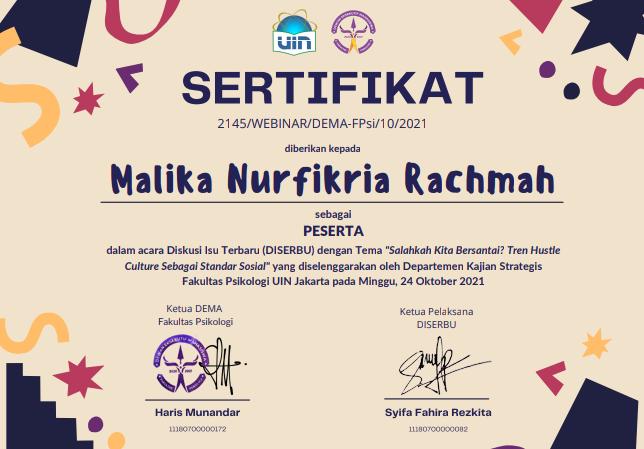 uin
SERTIFIKAT
2145/WEBINAR/DEMA-FPsi/10/2021
diberikan kepada
Malika Nurfikria Rachmah
sebagai
PESERTA
dalam acara Diskusi Isu Terbaru (DISERBU) dengan Tema "Salahkah Kita Bersantai? Tren Hustle
Culture Sebagai Standar Sosial" yang diselenggarakan oleh Departemen Kajian Strategis
Fakultas Psikologi UIN Jakarta pada Minggu, 24 Oktober 2021
Ketua DEMA
Fakultas Psikologi
Haris Munandar
11180700000172
Ketua Pelaksana
DISERBU
Syifa Fahira Rezkita
11180700000082